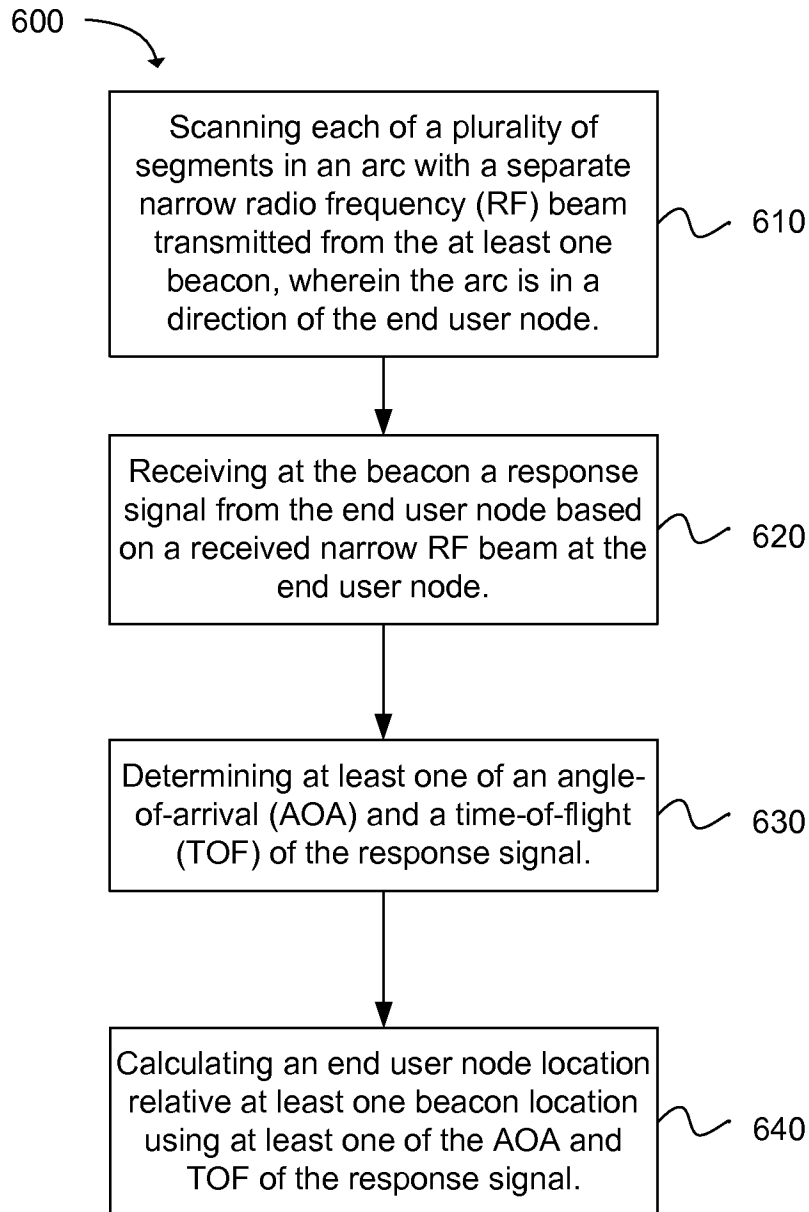 600
Scanning each of a plurality of
segments in an arc with a separate
narrow radio frequency (RF) beam
transmitted from the at least one
beacon, wherein the arc is in a
direction of the end user node.
610
Receiving at the beacon a response
signal from the end user node based
on a received narrow RF beam at the
end user node.
620
Determining at least one of an angle-
of-arrival (AOA) and a time-of-flight
(TOF) of the response signal.
630
Calculating an end user node location
relative at least one beacon location
using at least one of the AOA and
TOF of the response signal.
640